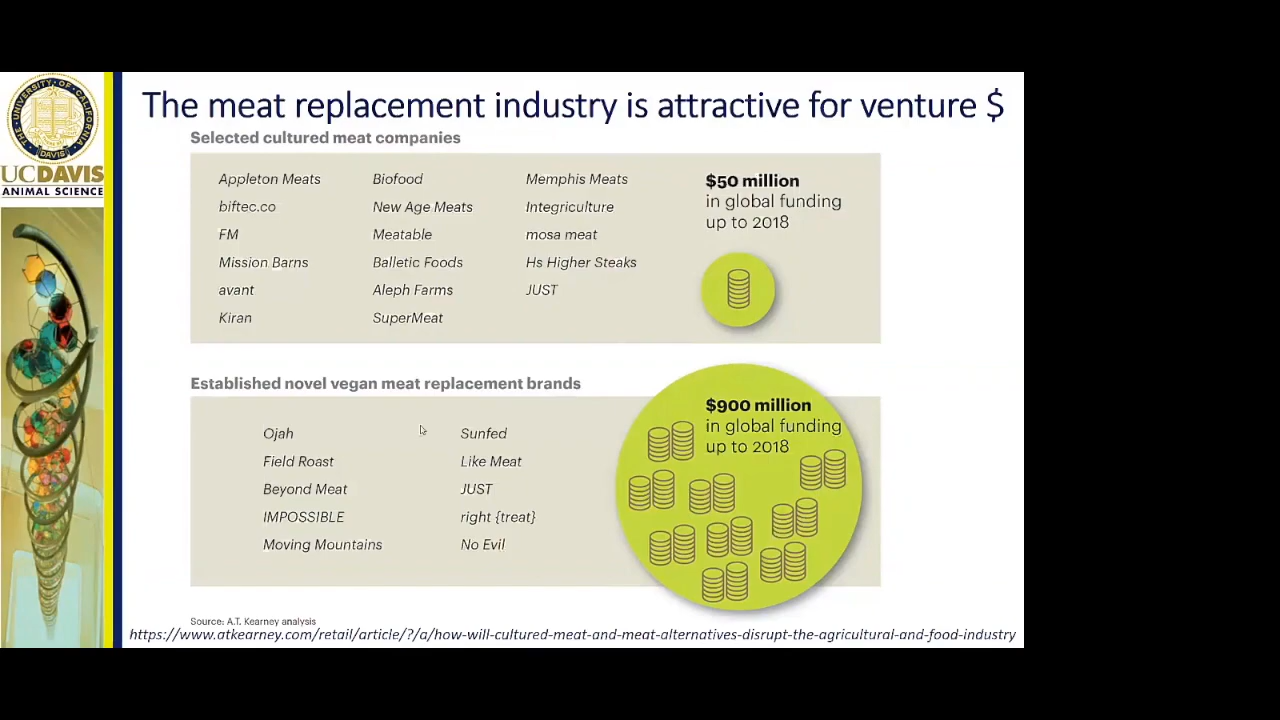 THE UNIVERSITY OF CALIFORNIA
DAVIS
UCDAVIS
ANIMAL SCIENCE
The meat replacement industry is attractive for venture $
Selected cultured meat companies
Appleton Meats Biofood Memphis Meats
biftec.co New Age Meats Integriculture
FM Meatable mosa meat
Mission Barns Balletic Foods Hs Higher Steaks
avant Aleph Farms JUST
Kiran SuperMeat
$50 million
in global funding
up to 2018
Established novel vegan meat replacement brands
Ojah Sunfed
Field Roast Like Meat
Beyond Meat JUST
IMPOSSIBLE right {treat}
Moving Mountains No Evil
$900 million
in global funding
up to 2018
Source: A.T. Kearney analysis
https://www.atkearney.com/retail/article/?/a/how-will-cultured-meat-and-meat-alternatives-disrupt-the-agricultural-and-food-industry